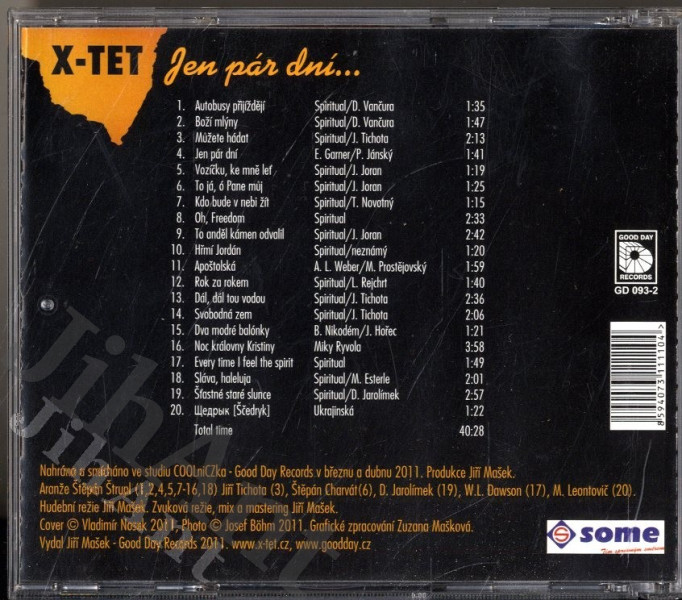 X-TET Jen pár dní...
1. Autobusy přijíždějí Spiritual/D. Vančura 1:35
2. Boží mlýny Spiritual/D. Vančura 1:47
3. Můžete hádat Spiritual/J. Tichota 2:13
4. Jen pár dní E. Garner/P. Jánský 1:41
5. Vozíčku, ke mně leť Spiritual/J. Joran 1:19
6. To já, ó Pane můj Spiritual/J. Joran 1:25
7. Kdo bude v nebi žít Spiritual/T. Novotný 1:15
8. Oh, Freedom Spiritual 2:33
9. To anděl kámen odvalil Spiritual/J. Joran 2:42
10. Hřmí Jordán Spiritual/neznámý 1:20
11. Apoštolská A. L. Weber/M. Prostějovský 1:59
12. Rok za rokem Spiritual/L. Rejchrt 1:40
13. Dál, dál tou vodou Spiritual/J. Tichota 2:36
14. Svobodná zem Spiritual/J. Tichota 2:06
15. Dva modré balónky B. Nikodém/J. Hořec 1:21
16. Noc královny Kristiny Miky Ryvola 3:58
17. Every time I feel the spirit Spiritual 1:49
18. Sláva, haleluja Spiritual/M. Esterle 2:01
19. Šťastné staré slunce Spiritual/D. Jarolímek 2:57
20. Щедрык [Ščedryk] Ukrajinská 1:22
Total time 40:28
GOOD DAY
RECORDS
GD 093-2
8594073111104
Nahráno a smícháno ve studiu COOLniCZka - Good Day Records v březnu a dubnu 2011. Produkce Jiří Mašek.
Aranže Štěpán Štrupl (1,2,4,5,7-16,18) Jiří Tichota (3), Štěpán Charvát(6), D. Jarolímek (19), W.L. Dawson (17), M. Leontovič (20).
Hudební režie Jiří Mašek. Zvuková režie, mix a mastering Jiří Mašek.
Cover © Vladimír Nosek 2011, Photo © Josef Böhm 2011. Grafické zpracování Zuzana Mašková.
Vydal Jiří Mašek - Good Day Records 2011. www.x-tet.cz, www.goodday.cz
some
Tím správným směrem